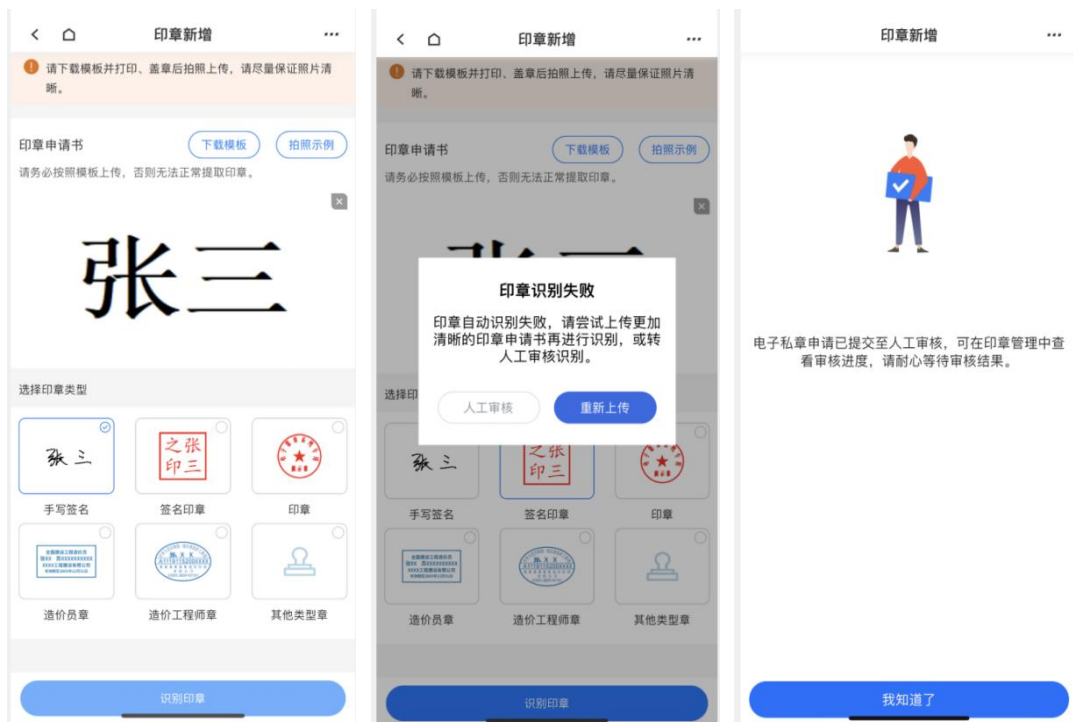 印章新增
请下载模板并打印、盖章后拍照上传，请尽量保证照片清
晰。
印章申请书
下载模板
拍照示例
请务必按照模板上传，否则无法正常提取印章。
张三
选择印章类型
张三
之张
印三
手写签名
签名印章
印章
造价员章
造价工程师章
其他类型章
识别印章
印章新增
请下载模板并打印、盖章后拍照上传，请尽量保证照片清
晰。
印章申请书
下载模板
拍照示例
请务必按照模板上传，否则无法正常提取印章。
印章识别失败
印章自动识别失败，请尝试上传更加
清晰的印章申请书再进行识别，或转
人工审核识别。
人工审核
重新上传
选择印
张三
之张
印三
手写签名
签名印章
印章
造价员章
造价工程师章
其他类型章
识别印章
印章新增
电子私章申请已提交至人工审核，可在印章管理中查
看审核进度，请耐心等待审核结果。
我知道了